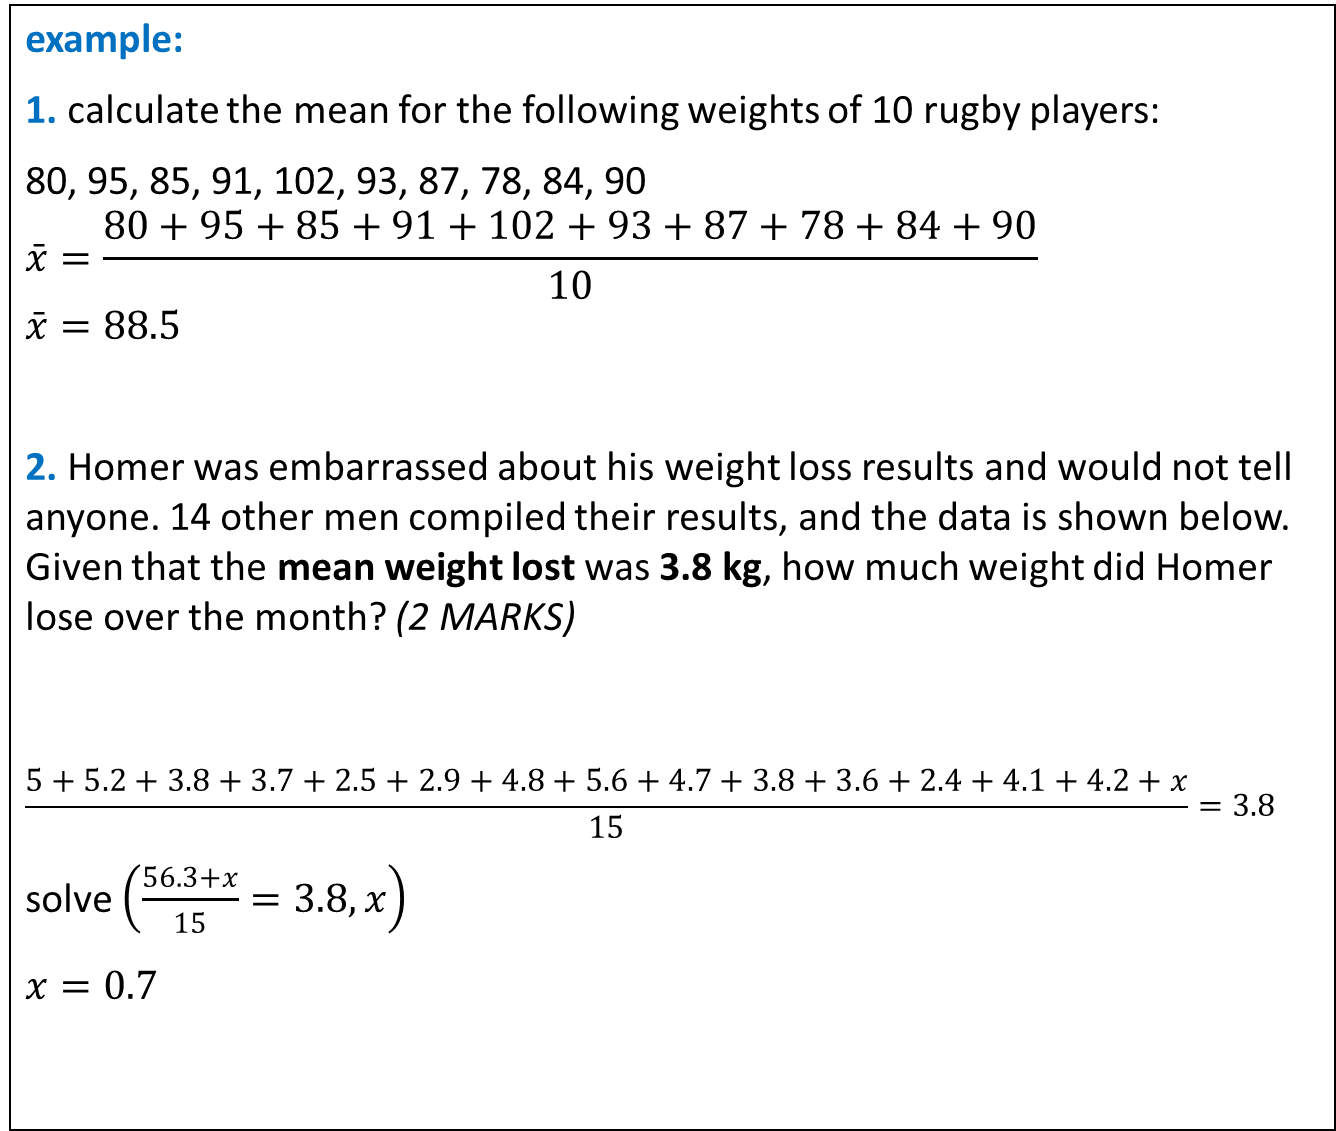 example:
1. calculate the mean for the following weights of 10 rugby players:
80, 95, 85, 91, 102, 93, 87, 78, 84, 90
x̄ = (80 + 95 + 85 + 91 + 102 + 93 + 87 + 78 + 84 + 90)/10
x̄ = 88.5
2. Homer was embarrassed about his weight loss results and would not tell
anyone. 14 other men compiled their results, and the data is shown below.
Given that the mean weight lost was 3.8 kg, how much weight did Homer
lose over the month? (2 MARKS)
(5 + 5.2 + 3.8 + 3.7 + 2.5 + 2.9 + 4.8 + 5.6 + 4.7 + 3.8 + 3.6 + 2.4 + 4.1 + 4.2 + x)/15 = 3.8
solve ((56.3+x)/15 = 3.8, x)
x = 0.7